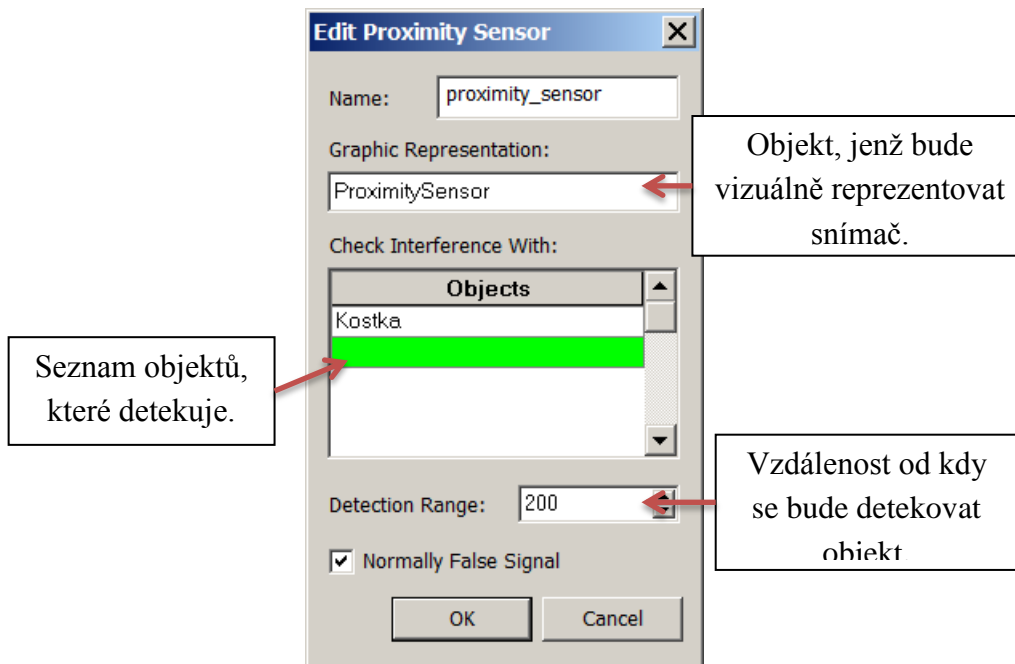 Edit Proximity Sensor
Name:
proximity_sensor
Graphic Representation:
ProximitySensor
Objekt, jenž bude
vizuálně reprezentovat
snímač.
Check Interference With:
Objects
Kostka
Seznam objektů,
které detekuje.
Detection Range:
200
Vzdálenost od kdy
se bude detekovat
objekt.
Normally False Signal
OK
Cancel